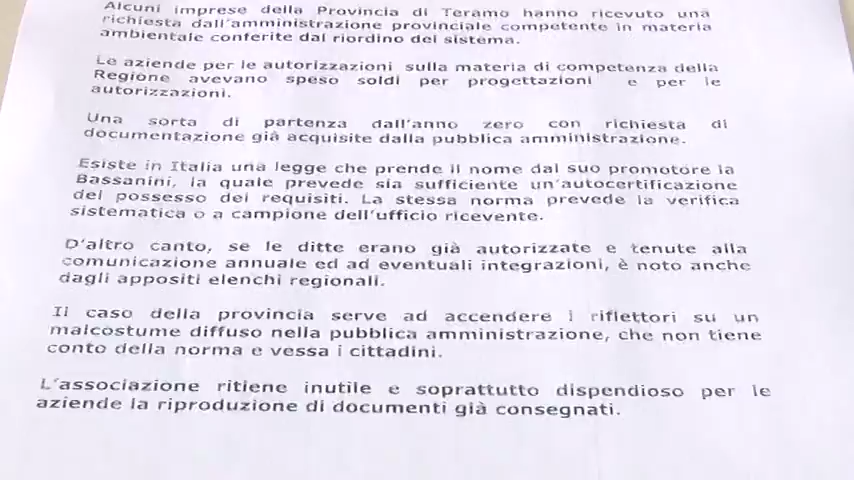 Alcuni imprese della Provincia di Teramo hanno ricevuto una
richiesta dall'amministrazione provinciale competente in materia
ambientale conferite dal riordino del sistema.
Le aziende per le autorizzazioni sulla materia di competenza della
Regione avevano speso soldi per progettazioni e per le
autorizzazioni.
Una sorta di partenza dall'anno zero con richiesta di
documentazione già acquisite dalla pubblica amministrazione.
Esiste in Italia una legge che prende il nome dal suo promotore la
Bassanini, la quale prevede sia sufficiente un'autocertificazione
del possesso dei requisiti. La stessa norma prevede la verifica
sistematica o a campione dell'ufficio ricevente.
D'altro canto, se le ditte erano già autorizzate e tenute alla
comunicazione annuale ed ad eventuali integrazioni, è noto anche
dagli appositi elenchi regionali.
Il caso della provincia serve ad accendere i riflettori su un
malcostume diffuso nella pubblica amministrazione, che non tiene
conto della norma e vessa i cittadini.
L'associazione ritiene inutile e soprattutto dispendioso per le
aziende la riproduzione di documenti già consegnati.